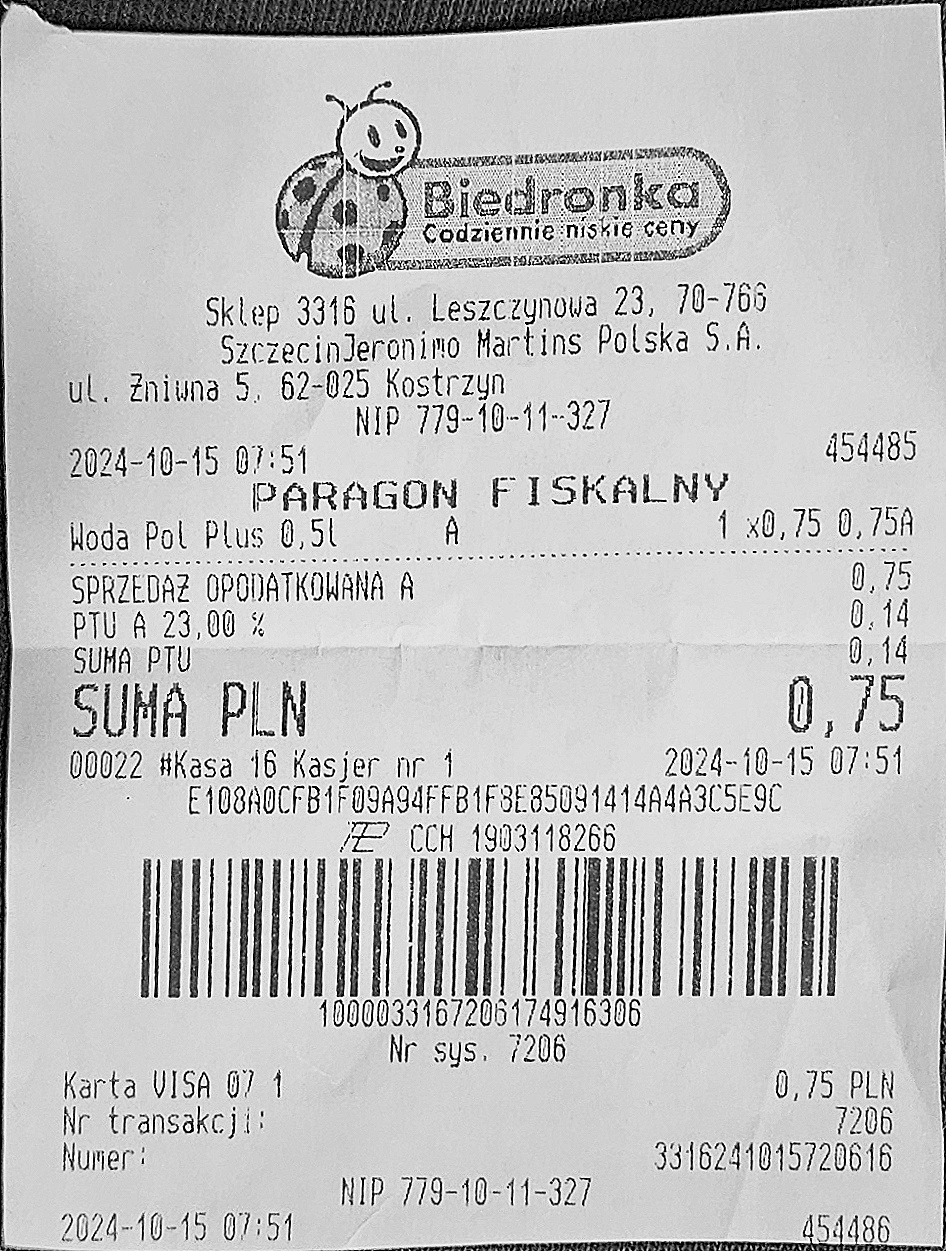 Biedronka
Codziennie niskie ceny
Sklep 3316 ul. Leszczynowa 23, 70-766
SzczecinJeronimo Martins Polska S.A.
ul. Żniwna 5, 62-025 Kostrzyn
NIP 779-10-11-327
2024-10-15 07:51 454485
PARAGON FISKALNY
Woda Pol Plus 0,5l A 1 x0,75 0,75A
SPRZEDAŻ OPODATKOWANA A 0,75
PTU A 23,00 % 0,14
SUMA PTU 0,14
SUMA PLN 0,75
00022 #Kasa 16 Kasjer nr 1 2024-10-15 07:51
E108A0CFB1F09A94FFB1F8E85091414A4A3C5E9C
CCH 1903118266
1000033167206174916306
Nr sys. 7206
Karta VISA 07 1 0,75 PLN
Nr transakcji: 7206
Numer: 3316241015720616
NIP 779-10-11-327
2024-10-15 07:51 454486